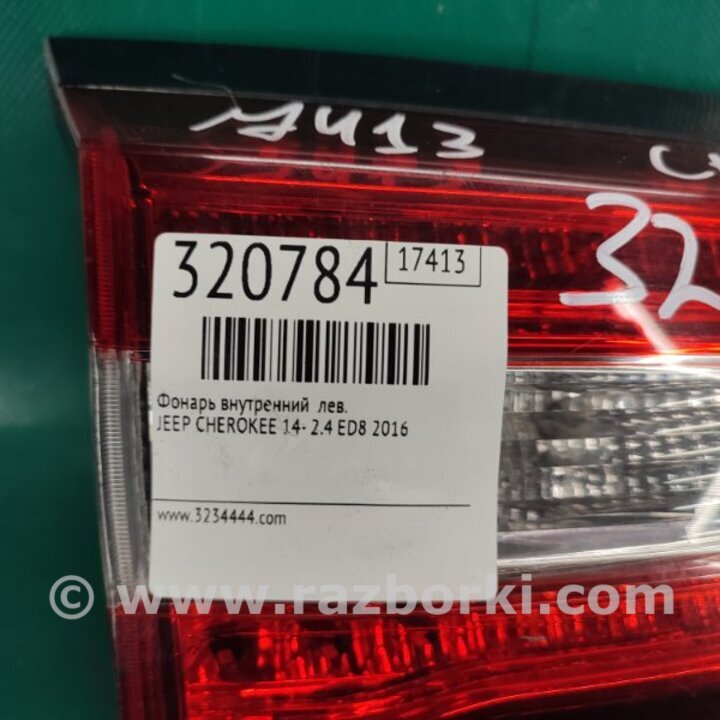 17413
32
320784
17413
Фонарь внутренний лев.
JEEP CHEROKEE 14- 2.4 ED8 2016
www.3234444.com
© www.razborki.com